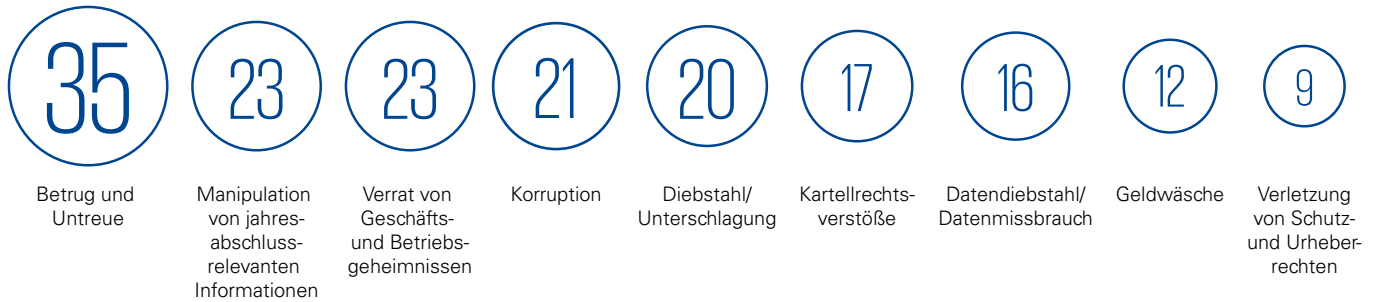 35
Betrug und
Untreue
23
Manipulation
von jahres-
abschluss-
relevanten
Informationen
23
Verrat von
Geschäfts-
und Betriebs-
geheimnissen
21
Korruption
20
Diebstahl/
Unterschlagung
17
Kartellrechts-
verstöße
16
Datendiebstahl/
Datenmissbrauch
12
Geldwäsche
9
Verletzung
von Schutz-
und Urheber-
rechten